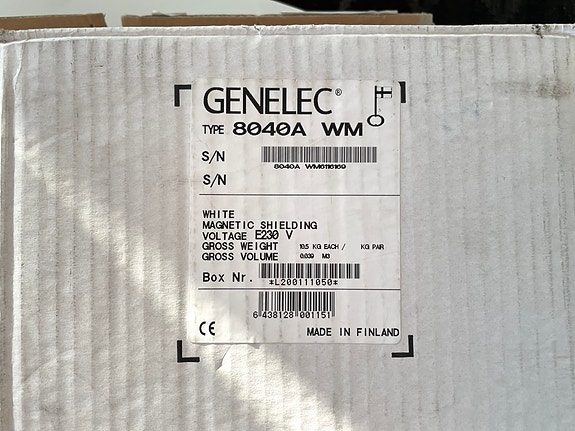 GENELEC®
TYPE 8040A WM
S/N
8040A WM6116169
S/N
WHITE
MAGNETIC SHIELDING
VOLTAGE E230 V
GROSS WEIGHT 10.5 KG EACH / KG PAIR
GROSS VOLUME 0.039 M3
Box Nr.
*L200111050*
6 438128 001151
CE MADE IN FINLAND